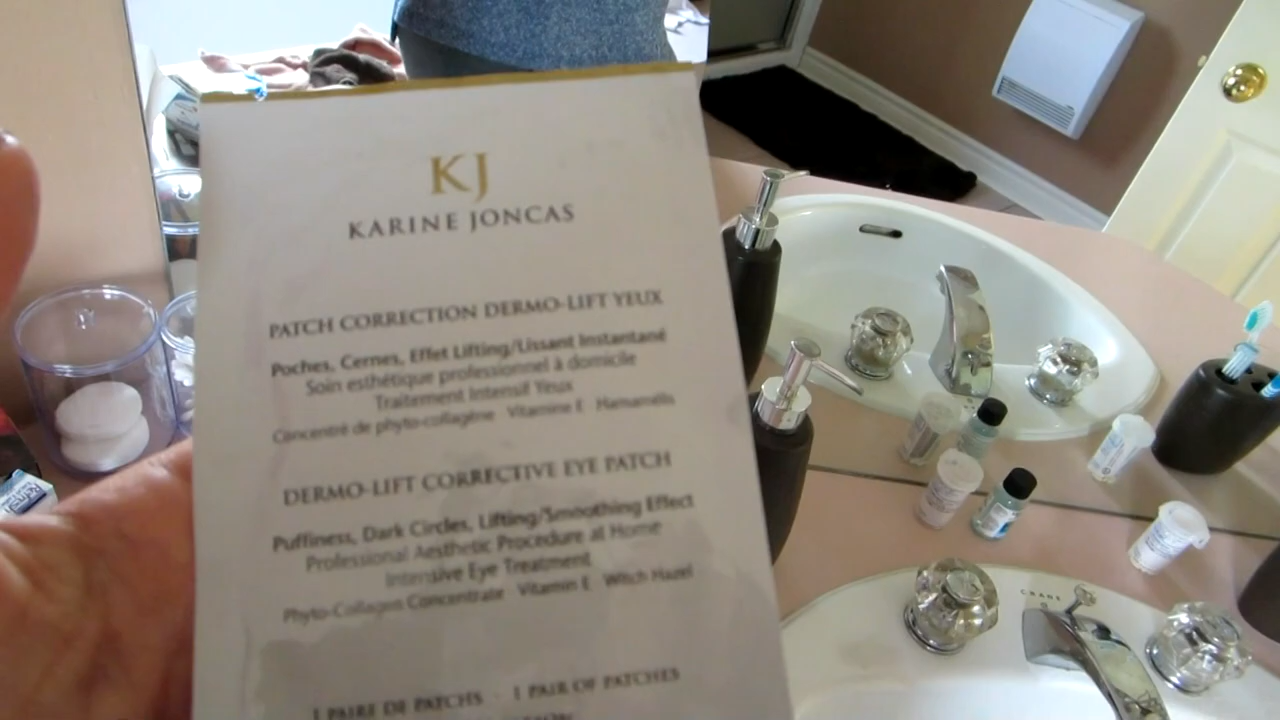 KJ
KARINE JONCAS
PATCH CORRECTION DERMO-LIFT YEUX
Poches, Cernes, Effet Lifting/Lissant Instantané
Soin esthétique professionnel à domicile
Traitement Intensif Yeux
Concentré de phyto-collagène Vitamine E Hamamélis
DERMO-LIFT CORRECTIVE EYE PATCH
Puffiness, Dark Circles, Lifting/Smoothing Effect
Professional Aesthetic Procedure at Home
Intensive Eye Treatment
Phyto-Collagen Concentrate Vitamin E Witch Hazel
1 PAIRE DE PATCHS 1 PAIR OF PATCHES
CRANE